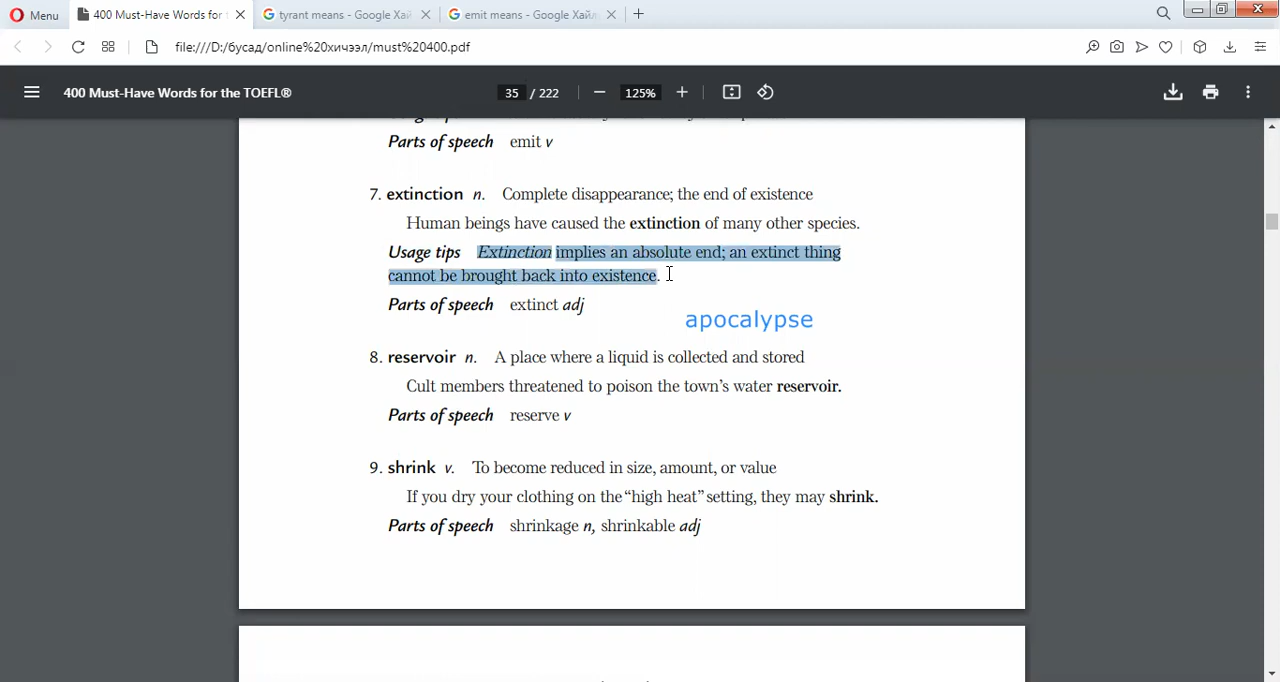 Menu
400 Must-Have Words for t
tyrant means - Google Хай
emit means - Google Хай
file:///D:/бусад/online%20хичээл/must%20400.pdf
400 Must-Have Words for the TOEFL®
35 / 222
125%
Parts of speech emit v
7. extinction n. Complete disappearance; the end of existence
Human beings have caused the extinction of many other species.
Usage tips Extinction implies an absolute end; an extinct thing
cannot be brought back into existence.
Parts of speech extinct adj
apocalypse
8. reservoir n. A place where a liquid is collected and stored
Cult members threatened to poison the town’s water reservoir.
Parts of speech reserve v
9. shrink v. To become reduced in size, amount, or value
If you dry your clothing on the “high heat” setting, they may shrink.
Parts of speech shrinkage n, shrinkable adj